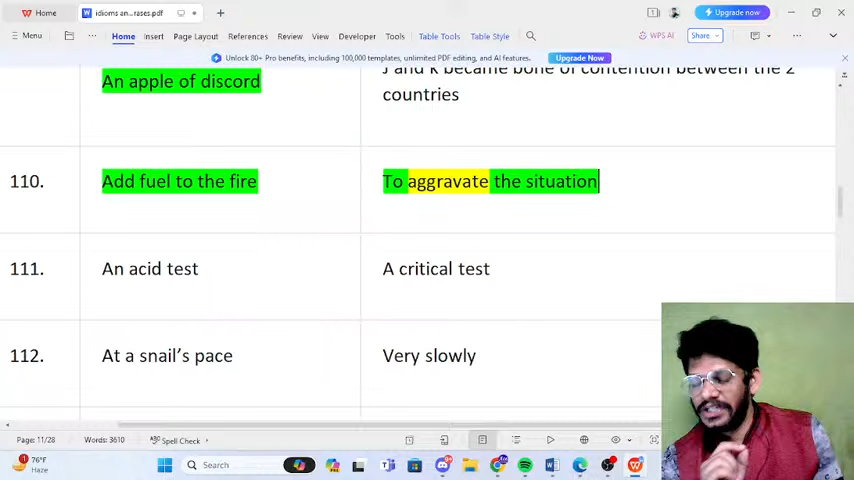 Home
idioms an...rases.pdf
Upgrade now
Menu
Home Insert Page Layout References Review View Developer Tools Table Tools Table Style
WPS AI
Share
Unlock 80+ Pro benefits, including 100,000 templates, unlimited PDF editing, and AI features. Upgrade Now
An apple of discord
J and K became bone of contention between the 2
countries
110. Add fuel to the fire To aggravate the situation
111. An acid test A critical test
112. At a snail's pace Very slowly
Page: 11/28 Words: 3610 Spell Check
76°F
Haze
Search